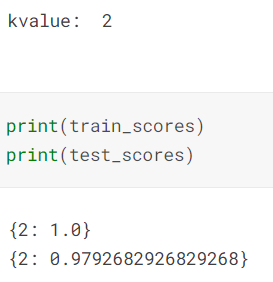 kvalue:  2
print(train_scores)
print(test_scores)
{2: 1.0}
{2: 0.9792682926829268}